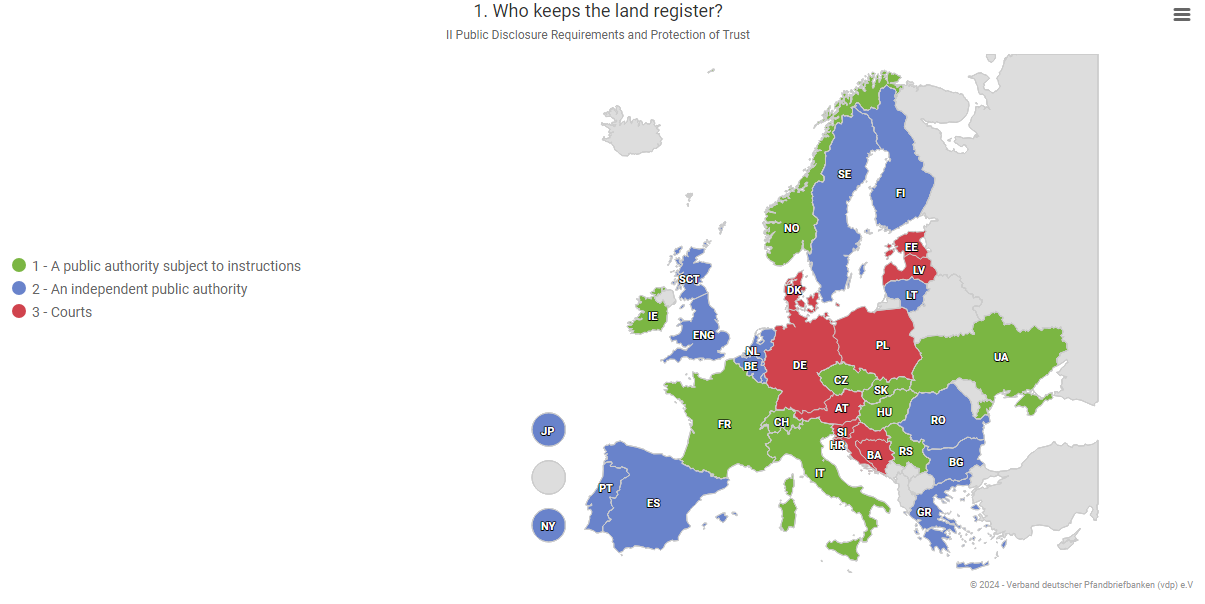 1. Who keeps the land register?
II Public Disclosure Requirements and Protection of Trust
1 - A public authority subject to instructions
2 - An independent public authority
3 - Courts
SE
FI
NO
EE
LV
SCT
DK
LT
IE
ENG
NL
PL
UA
BE
DE
CZ
SK
AT
HU
CH
FR
RO
JP
SI
HR
RS
BA
BG
IT
PT
ES
GR
NY
© 2024 - Verband deutscher Pfandbriefbanken (vdp) e.V